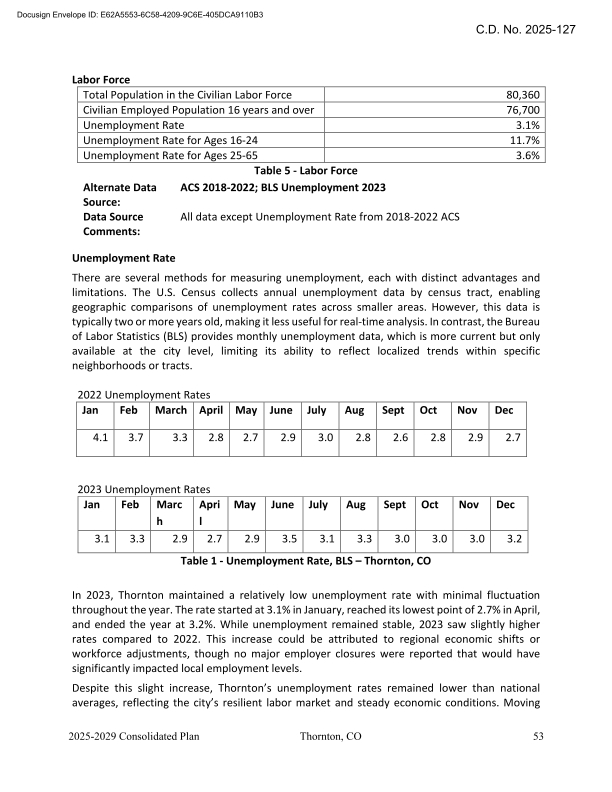 Docusign Envelope ID: E62A5553-6C58-4209-9C6E-405DCA9110B3
C.D. No. 2025-127
Labor Force
Total Population in the Civilian Labor Force 80,360
Civilian Employed Population 16 years and over 76,700
Unemployment Rate 3.1%
Unemployment Rate for Ages 16-24 11.7%
Unemployment Rate for Ages 25-65 3.6%
Table 5 - Labor Force
Alternate Data ACS 2018-2022; BLS Unemployment 2023
Source:
Data Source All data except Unemployment Rate from 2018-2022 ACS
Comments:
Unemployment Rate
There are several methods for measuring unemployment, each with distinct advantages and
limitations. The U.S. Census collects annual unemployment data by census tract, enabling
geographic comparisons of unemployment rates across smaller areas. However, this data is
typically two or more years old, making it less useful for real-time analysis. In contrast, the Bureau
of Labor Statistics (BLS) provides monthly unemployment data, which is more current but only
available at the city level, limiting its ability to reflect localized trends within specific
neighborhoods or tracts.
2022 Unemployment Rates
Jan Feb March April May June July Aug Sept Oct Nov Dec
4.1 3.7 3.3 2.8 2.7 2.9 3.0 2.8 2.6 2.8 2.9 2.7
2023 Unemployment Rates
Jan Feb Marc Apri May June July Aug Sept Oct Nov Dec
h l
3.1 3.3 2.9 2.7 2.9 3.5 3.1 3.3 3.0 3.0 3.0 3.2
Table 1 - Unemployment Rate, BLS – Thornton, CO
In 2023, Thornton maintained a relatively low unemployment rate with minimal fluctuation
throughout the year. The rate started at 3.1% in January, reached its lowest point of 2.7% in April,
and ended the year at 3.2%. While unemployment remained stable, 2023 saw slightly higher
rates compared to 2022. This increase could be attributed to regional economic shifts or
workforce adjustments, though no major employer closures were reported that would have
significantly impacted local employment levels.
Despite this slight increase, Thornton’s unemployment rates remained lower than national
averages, reflecting the city’s resilient labor market and steady economic conditions. Moving
2025-2029 Consolidated Plan Thornton, CO 53